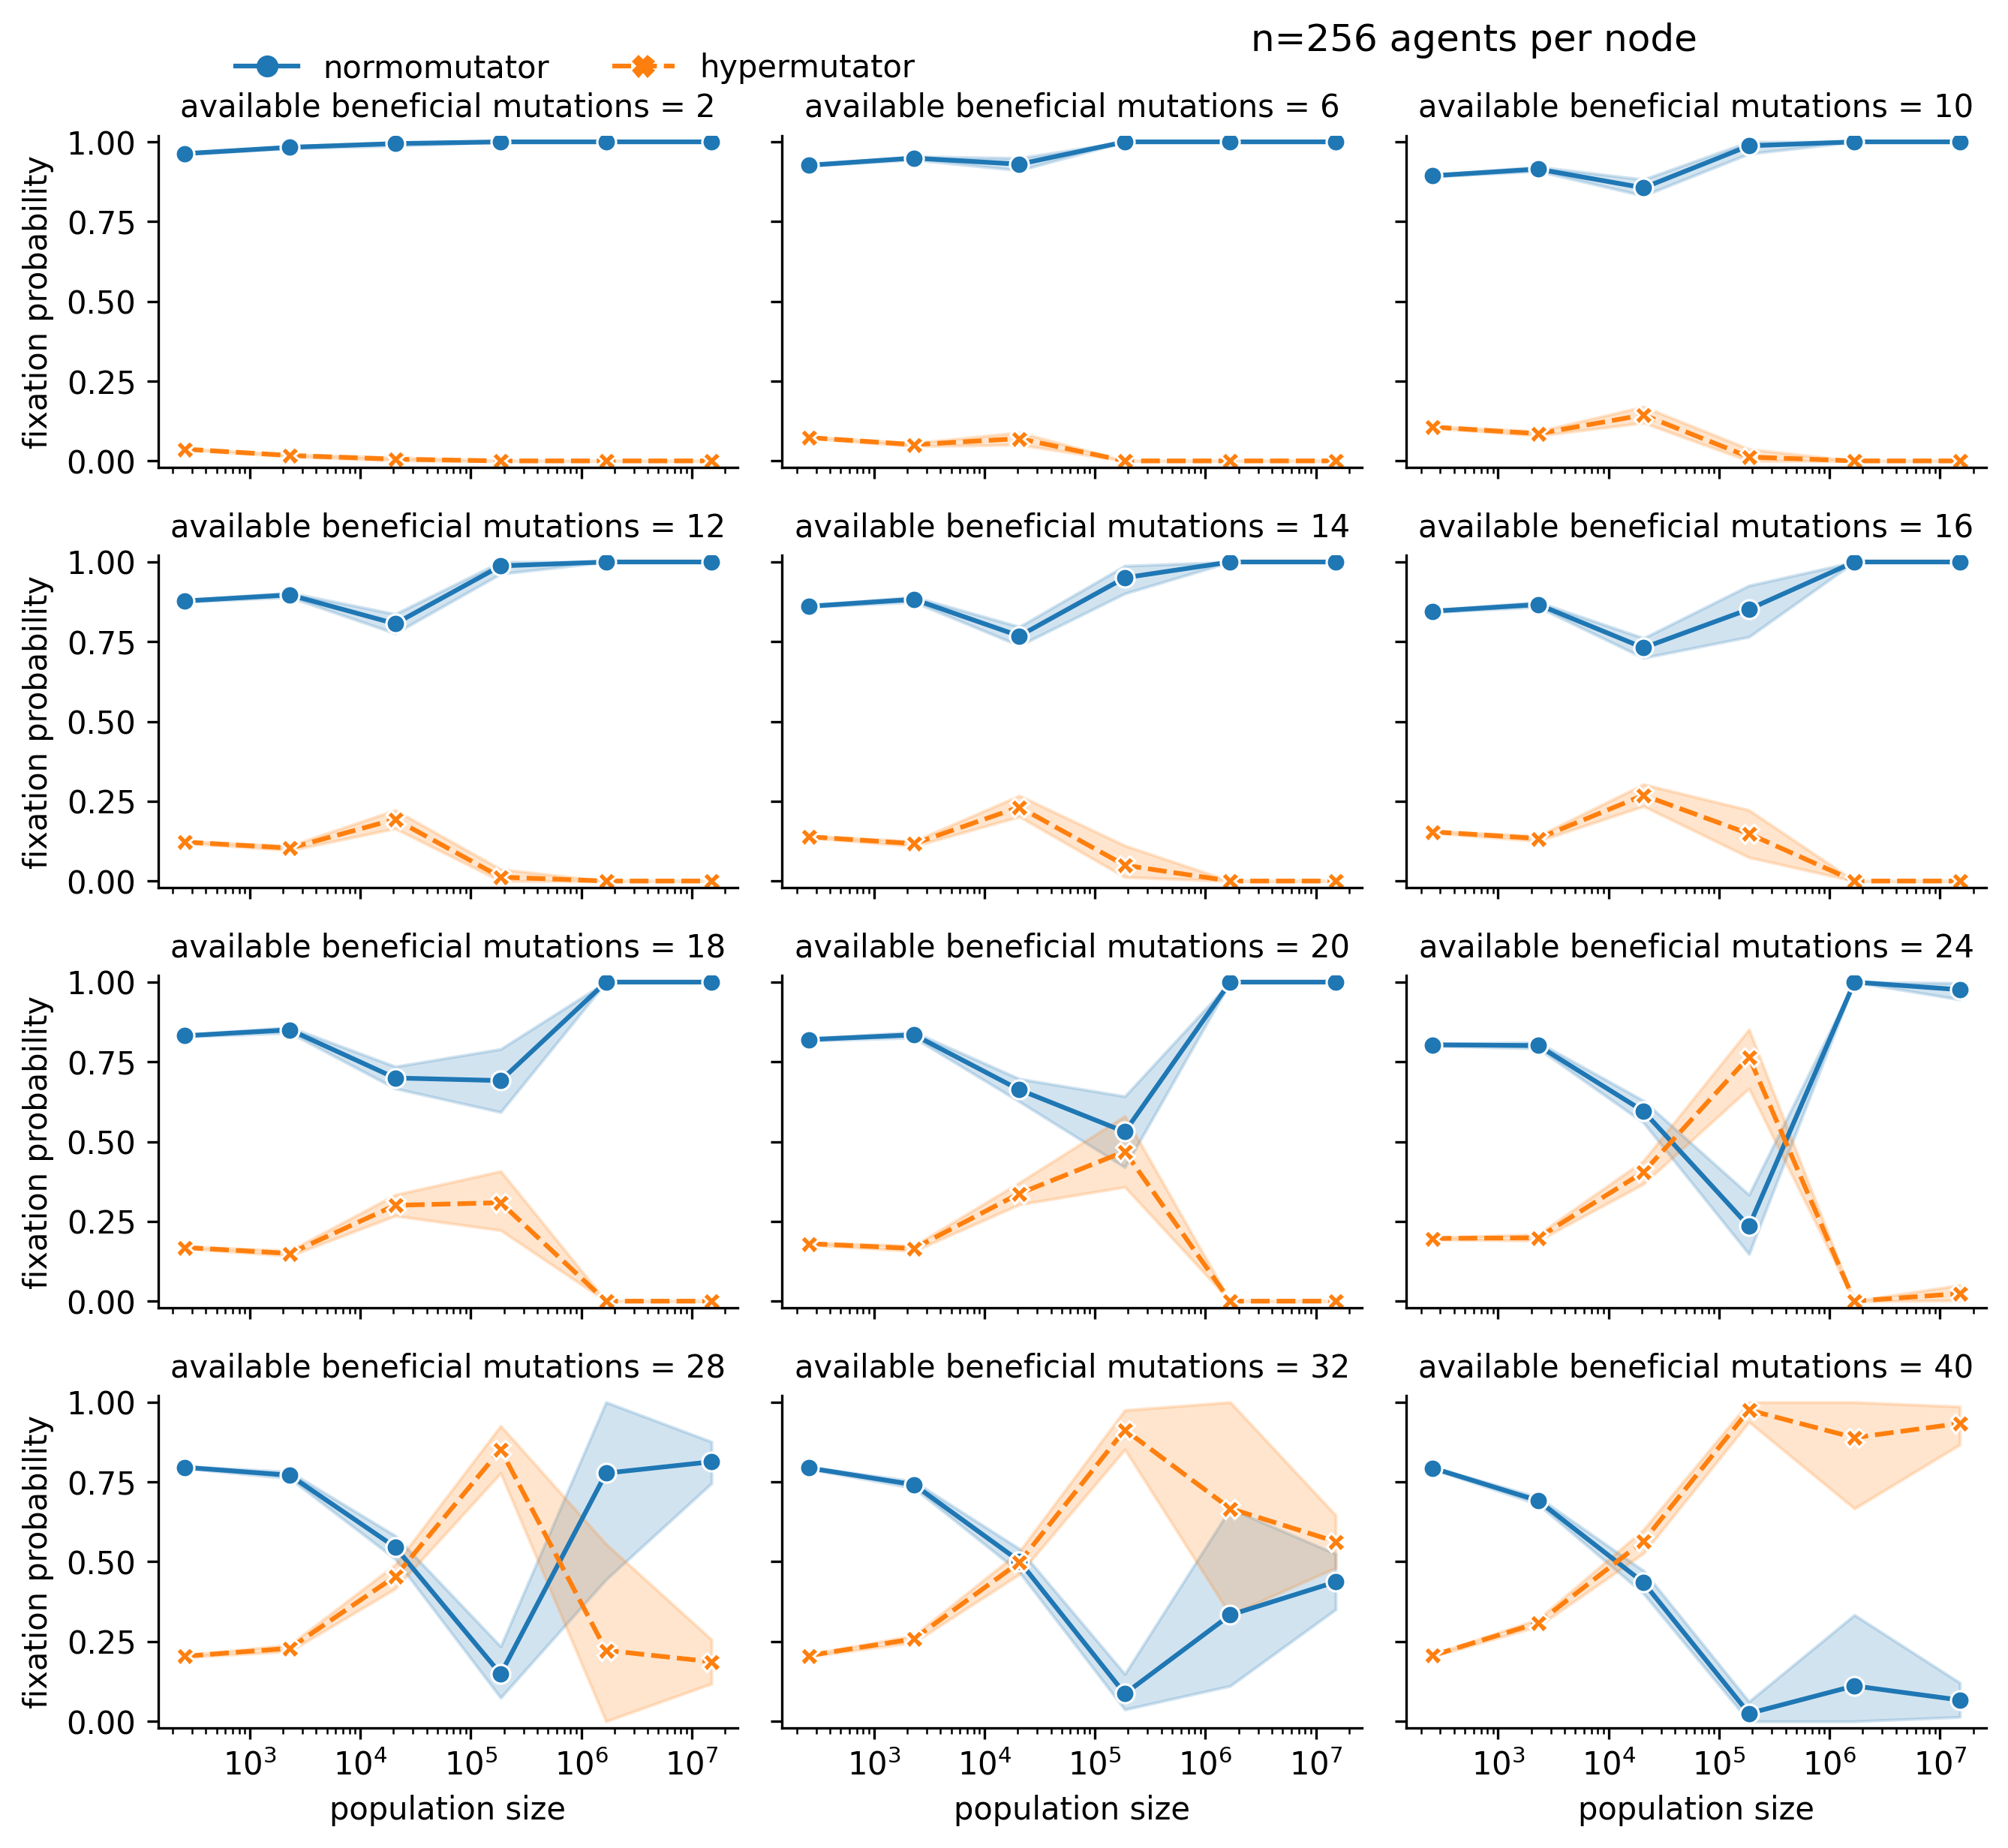 n=256 agents per node
normomutator hypermutator
available beneficial mutations = 2
available beneficial mutations = 6
available beneficial mutations = 10
1.00
0.75
0.50
0.25
0.00
fixation probability
available beneficial mutations = 12
available beneficial mutations = 14
available beneficial mutations = 16
1.00
0.75
0.50
0.25
0.00
fixation probability
available beneficial mutations = 18
available beneficial mutations = 20
available beneficial mutations = 24
1.00
0.75
0.50
0.25
0.00
fixation probability
available beneficial mutations = 28
available beneficial mutations = 32
available beneficial mutations = 40
1.00
0.75
0.50
0.25
0.00
fixation probability
10³ 10⁴ 10⁵ 10⁶ 10⁷
10³ 10⁴ 10⁵ 10⁶ 10⁷
10³ 10⁴ 10⁵ 10⁶ 10⁷
population size
population size
population size